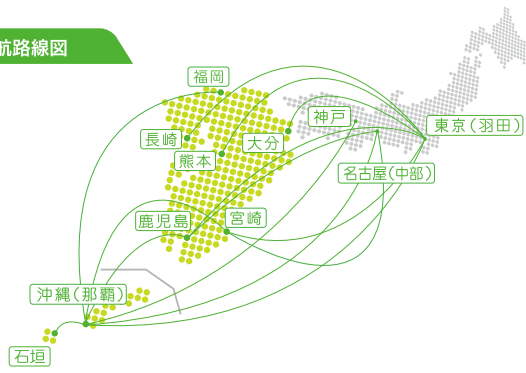 航路線図
福岡
長崎
熊本
大分
神戸
東京(羽田)
名古屋(中部)
鹿児島
宮崎
沖縄(那覇)
石垣